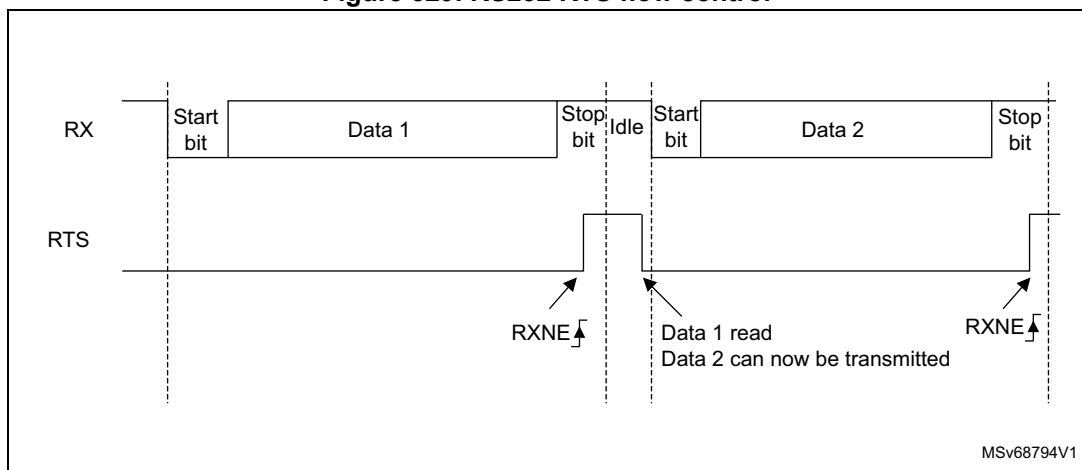 Figure RS232 RTS flow control
RX
Start
bit
Data 1
Stop
bit
Idle
Start
bit
Data 2
Stop
bit
RTS
RXNE
Data 1 read
Data 2 can now be transmitted
RXNE
MSv68794V1